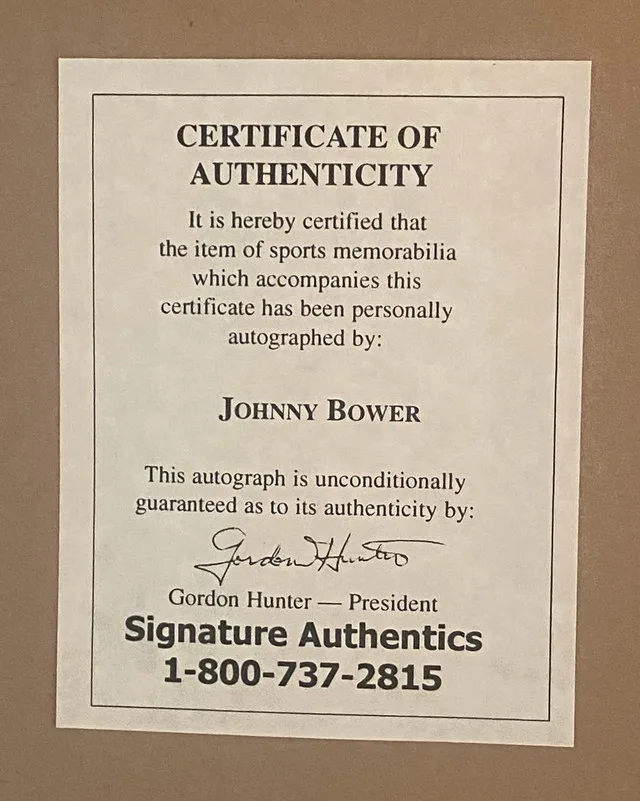 CERTIFICATE OF
AUTHENTICITY
It is hereby certified that
the item of sports memorabilia
which accompanies this
certificate has been personally
autographed by:
JOHNNY BOWER
This autograph is unconditionally
guaranteed as to its authenticity by:
Gordon Hunter
Gordon Hunter — President
Signature Authentics
1-800-737-2815